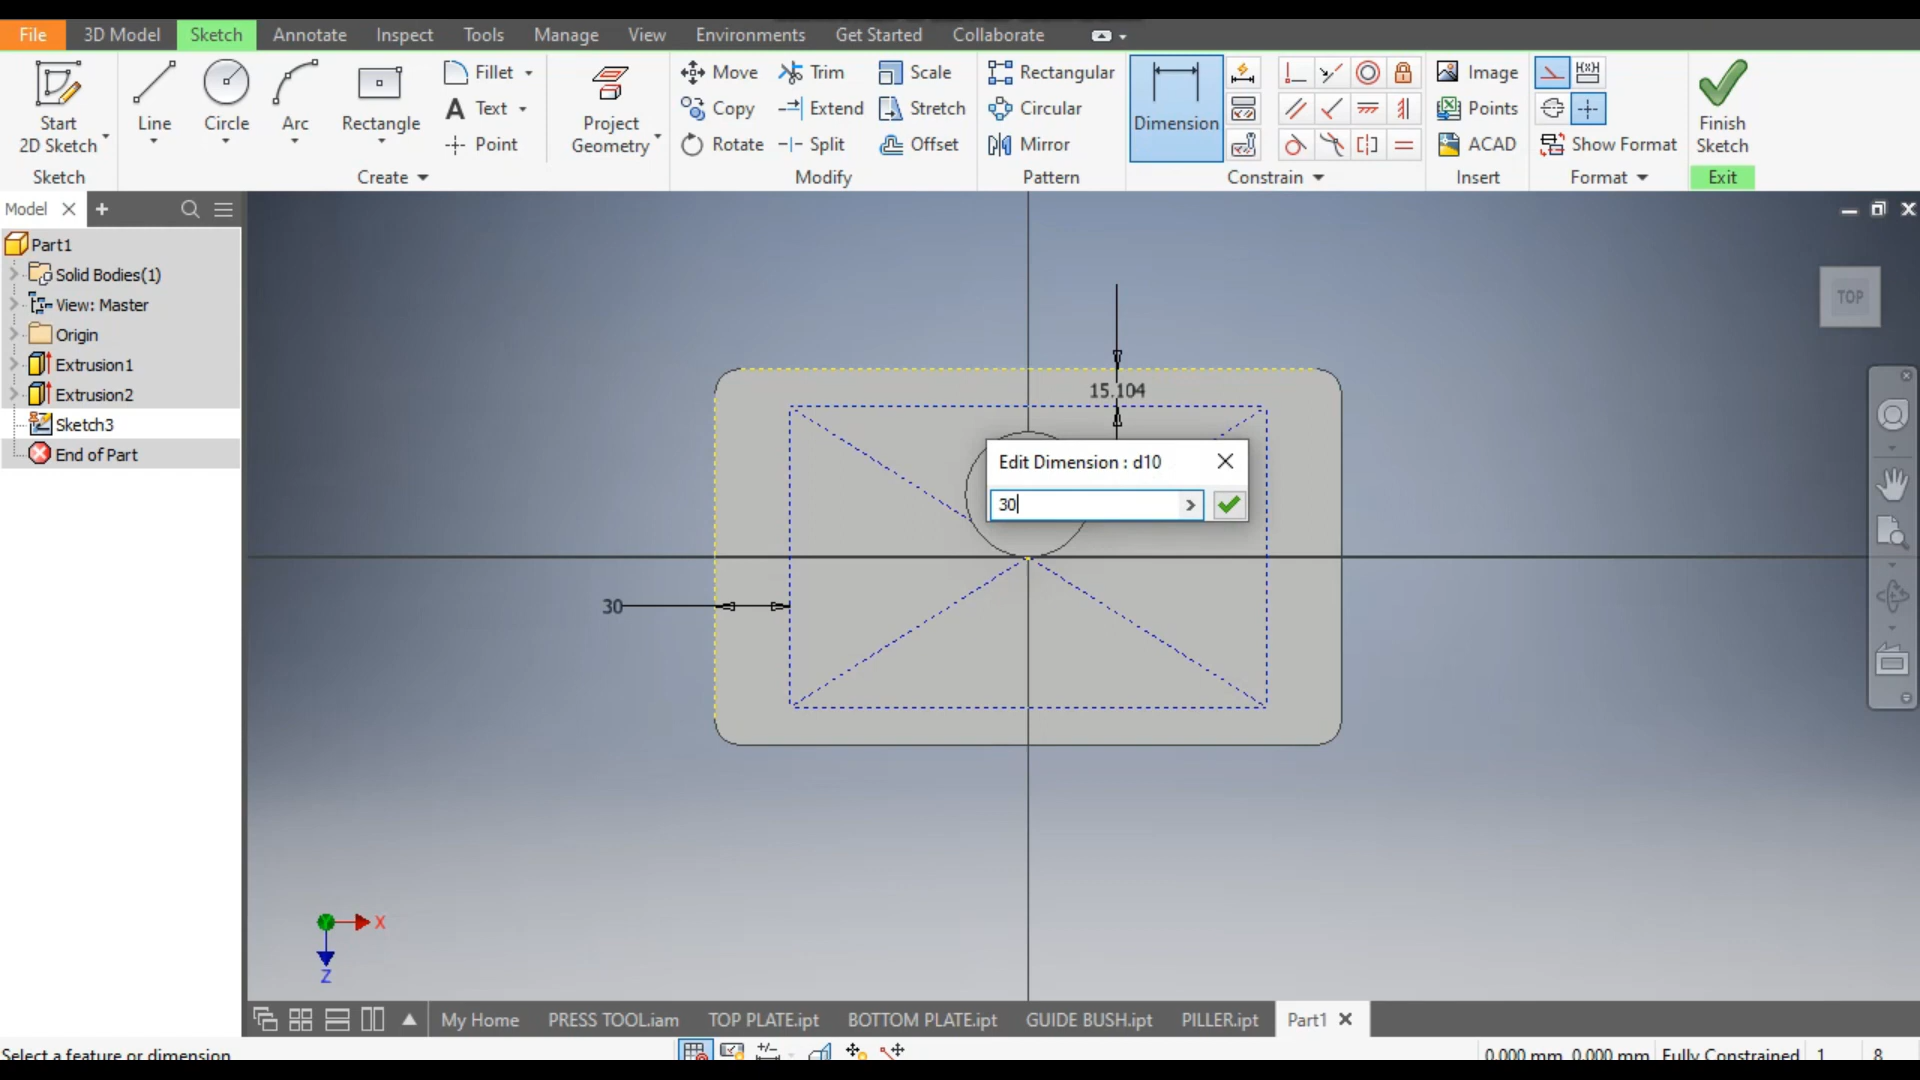 File 3D Model Sketch Annotate Inspect Tools Manage View Environments Get Started Collaborate
Start 2D Sketch
Line
Circle
Arc
Rectangle
Fillet
Text
Point
Project Geometry
Move Trim Scale
Copy Extend Stretch
Rotate Split Offset
Rectangular
Circular
Mirror
Dimension
Image
Points
ACAD
Show Format
Finish Sketch
Sketch Create Modify Pattern Constrain Insert Format Exit
Model
Part1
Solid Bodies(1)
View: Master
Origin
Extrusion1
Extrusion2
Sketch3
End of Part
TOP
15.104
Edit Dimension : d10
30
30
X
Z
My Home PRESS TOOL.iam TOP PLATE.ipt BOTTOM PLATE.ipt GUIDE BUSH.ipt PILLER.ipt Part1
Select a feature or dimension
0.000 mm, 0.000 mm Fully Constrained 1 8